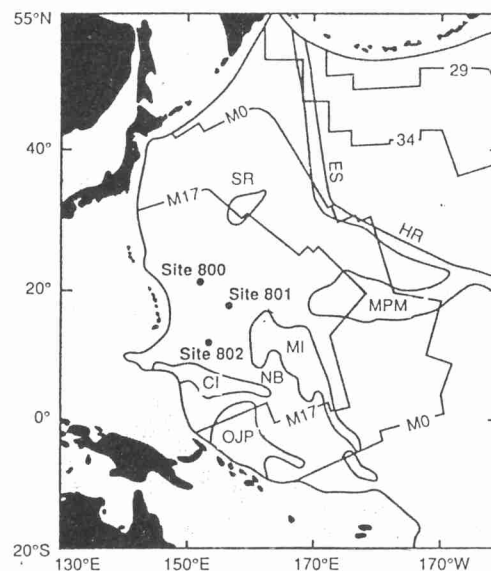 55°N
29
M0
34
40°
ES
SR
M17
HR
Site 800
20°
Site 801
MPM
MI
Site 802
CI
NB
M17
M0
0°
OJP
20°S
130°E
150°E
170°E
170°W